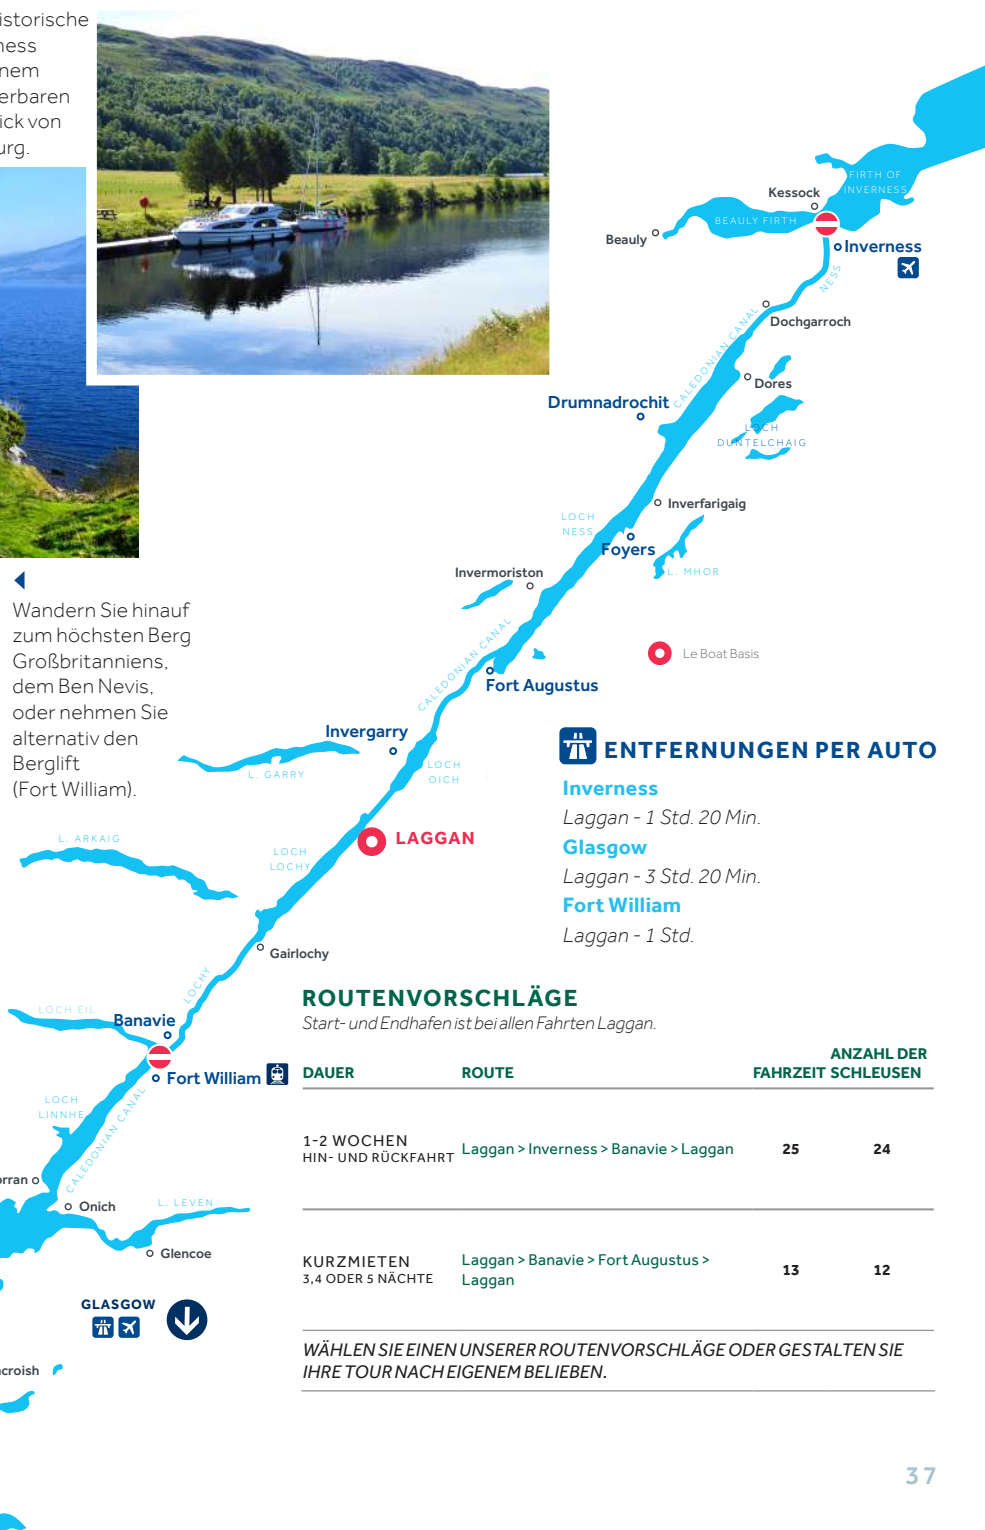 istorische
ness
nem
erbaren
ick von
urg.
Wandern Sie hinauf
zum höchsten Berg
Großbritanniens,
dem Ben Nevis,
oder nehmen Sie
alternativ den
Berglift
(Fort William).
FIRTH OF
INVERNESS
Kessock
BEAULY FIRTH
Beauly
Inverness
NESS
Dochgarroch
CALEDONIAN CANAL
Dores
Drumnadrochit
LOCH
DUNTELCHAIG
Inverfarigaig
LOCH
NESS
Foyers
L. MHOR
Invermoriston
CALEDONIAN CANAL
Le Boat Basis
Fort Augustus
Invergarry
L. GARRY
LOCH
OICH
LAGGAN
L. ARKAIG
LOCH
LOCHY
Gairlochy
LOCHY
LOCH EIL
Banavie
Fort William
LOCH
LINNHE
CALEDONIAN CANAL
orran
Onich
L. LEVEN
Glencoe
GLASGOW
croish
ENTFERNUNGEN PER AUTO
Inverness
Laggan - 1 Std. 20 Min.
Glasgow
Laggan - 3 Std. 20 Min.
Fort William
Laggan - 1 Std.
ROUTENVORSCHLÄGE
Start- und Endhafen ist bei allen Fahrten Laggan.
DAUER ROUTE FAHRZEIT ANZAHL DER
SCHLEUSEN
1-2 WOCHEN
HIN- UND RÜCKFAHRT Laggan > Inverness > Banavie > Laggan 25 24
KURZMIETEN
3,4 ODER 5 NÄCHTE
Laggan > Banavie > Fort Augustus >
Laggan
13 12
WÄHLEN SIE EINEN UNSERER ROUTENVORSCHLÄGE ODER GESTALTEN SIE
IHRE TOUR NACH EIGENEM BELIEBEN.
37